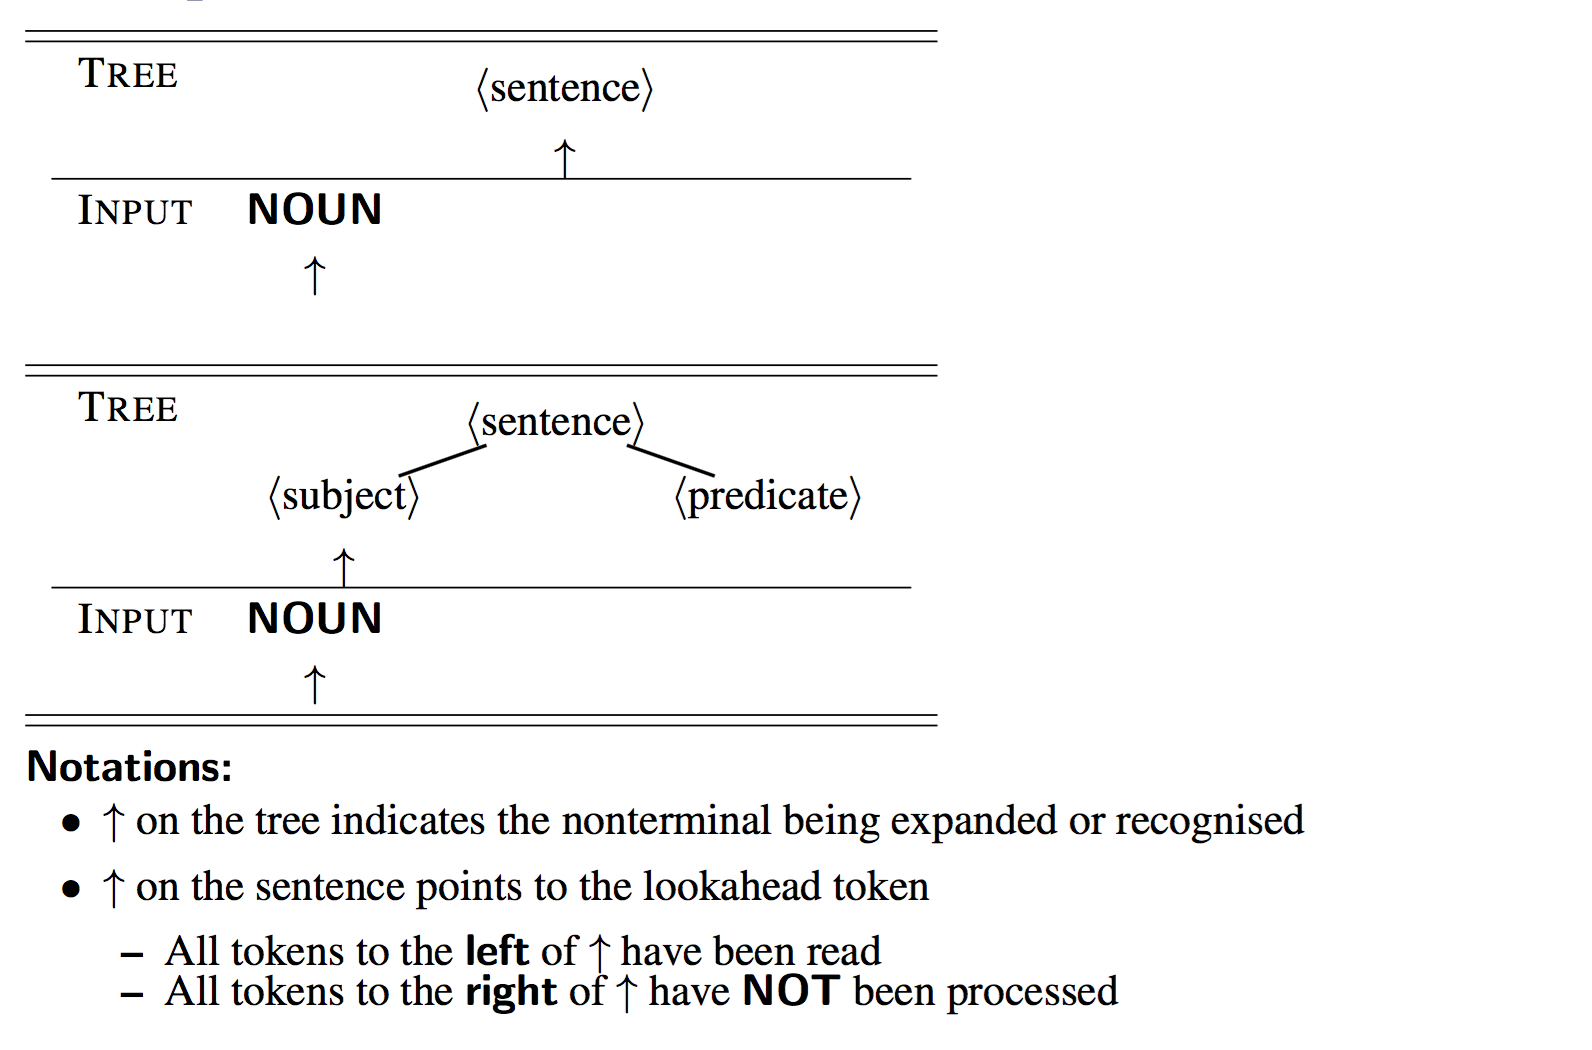 TREE
⟨sentence⟩
↑
INPUT NOUN
↑
TREE
⟨sentence⟩
⟨subject⟩ ⟨predicate⟩
↑
INPUT NOUN
↑
Notations:
• ↑ on the tree indicates the nonterminal being expanded or recognised
• ↑ on the sentence points to the lookahead token
– All tokens to the left of ↑ have been read
– All tokens to the right of ↑ have NOT been processed